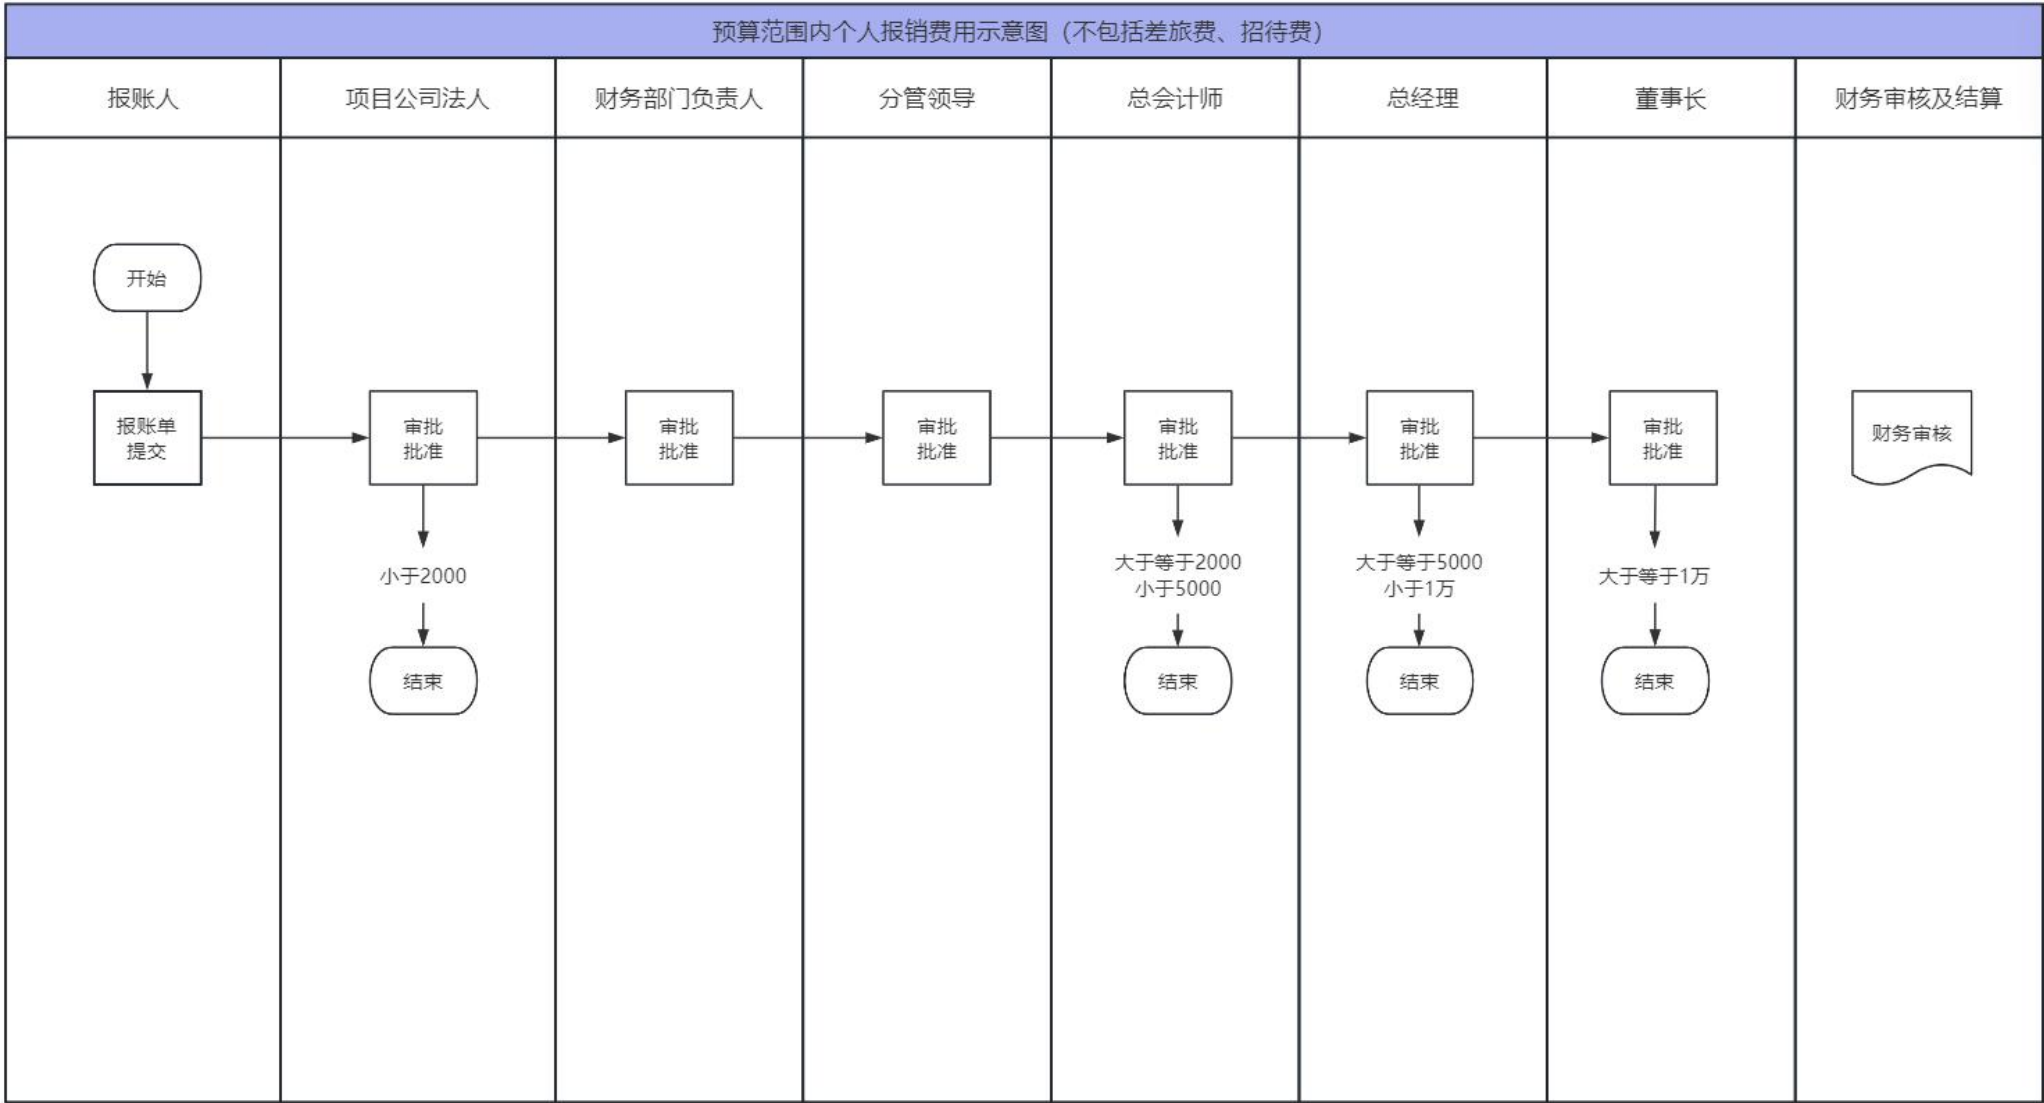 预算范围内个人报销费用示意图（不包括差旅费、招待费）
报账人
项目公司法人
财务部门负责人
分管领导
总会计师
总经理
董事长
财务审核及结算
开始
报账单
提交
审批
批准
审批
批准
审批
批准
审批
批准
审批
批准
审批
批准
财务审核
小于2000
大于等于2000
小于5000
大于等于5000
小于1万
大于等于1万
结束
结束
结束
结束